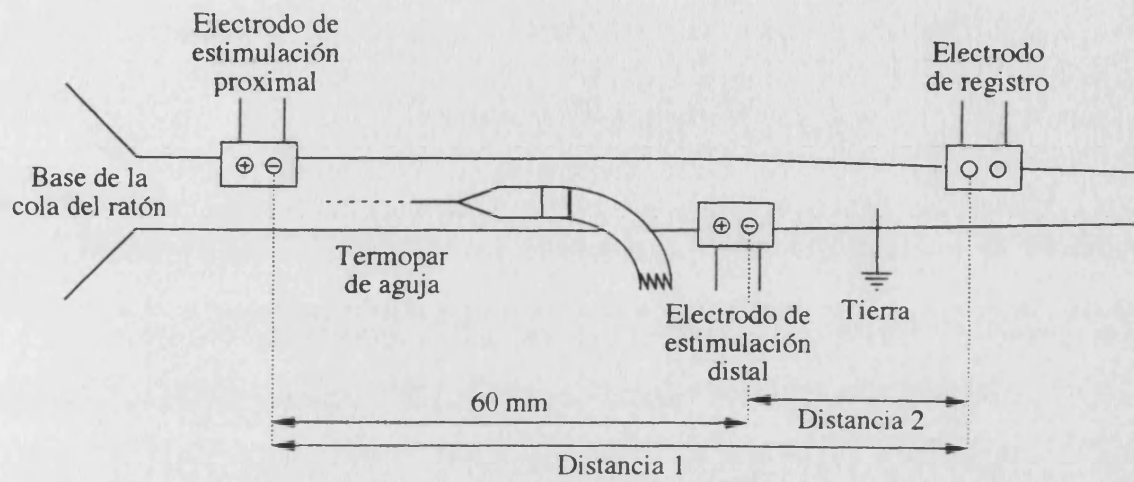 Electrodo de
estimulación
proximal
Electrodo
de registro
Base de la
cola del ratón
Termopar
de aguja
Electrodo de
estimulación
distal
Tierra
60 mm
Distancia 2
Distancia 1